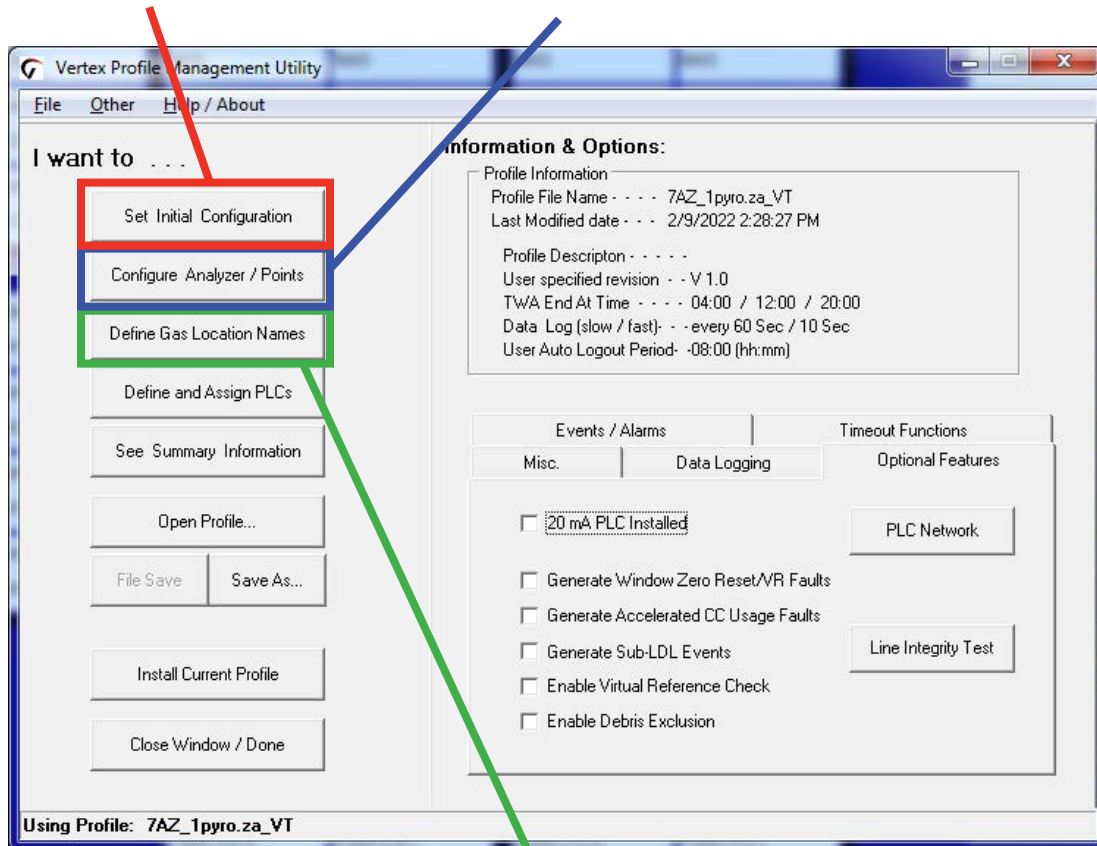 Vertex Profile Management Utility
File Other Help / About
I want to . . .
Set Initial Configuration
Configure Analyzer / Points
Define Gas Location Names
Define and Assign PLCs
See Summary Information
Open Profile...
File Save Save As...
Install Current Profile
Close Window / Done
Information & Options:
Profile Information
Profile File Name - - - - 7AZ_1pyro.za_VT
Last Modified date - - - 2/9/2022 2:28:27 PM
Profile Descripton - - - - -
User specified revision - - V 1.0
TWA End At Time - - - - 04:00 / 12:00 / 20:00
Data Log (slow / fast)- - - every 60 Sec / 10 Sec
User Auto Logout Period- -08:00 (hh:mm)
Events / Alarms Timeout Functions
Misc. Data Logging Optional Features
20 mA PLC Installed
PLC Network
Generate Window Zero Reset/VR Faults
Generate Accelerated CC Usage Faults
Generate Sub-LDL Events
Line Integrity Test
Enable Virtual Reference Check
Enable Debris Exclusion
Using Profile: 7AZ_1pyro.za_VT